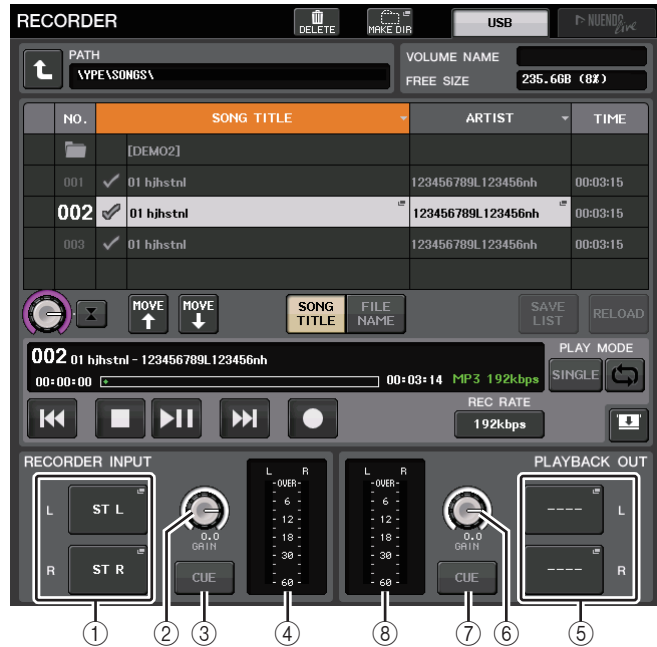 RECORDER
DELETE
MAKE DIR
USB
NUENDO Live
PATH
\YPE\SONGS\
VOLUME NAME
FREE SIZE
235.6GB (8%)
NO.
SONG TITLE
ARTIST
TIME
[DEMO2]
001 01 hjhstnl 123456789L123456nh 00:03:15
002 01 hjhstnl 123456789L123456nh 00:03:15
003 01 hjhstnl 123456789L123456nh 00:03:15
MOVE
MOVE
SONG TITLE
FILE NAME
SAVE LIST
RELOAD
002 01 hjhstnl - 123456789L123456nh
00:00:00
00:03:14 MP3 192kbps
PLAY MODE
SINGLE
REC RATE
192kbps
RECORDER INPUT
PLAYBACK OUT
L
ST L
R
ST R
0.0
GAIN
CUE
L R
-OVER-
6
12
18
30
60
L R
-OVER-
6
12
18
30
60
0.0
GAIN
CUE
---- L
---- R
① ② ③ ④ ⑧ ⑦ ⑥ ⑤